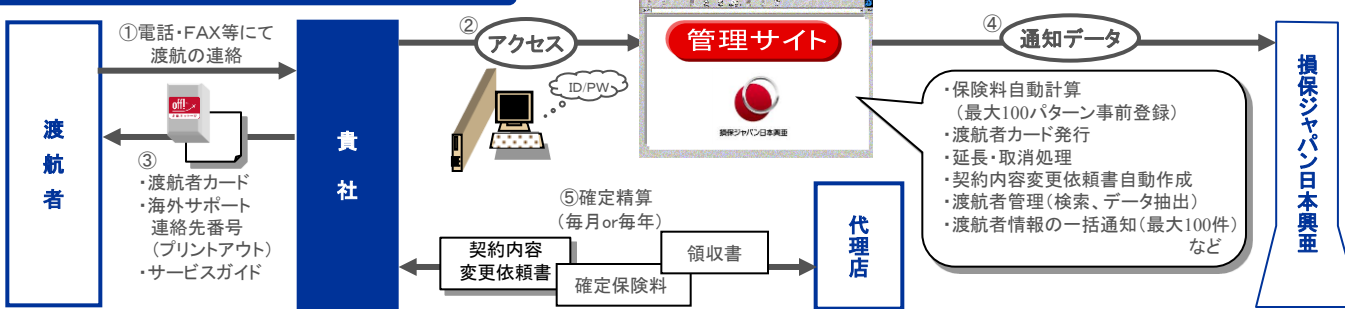 ①電話・FAX等にて
渡航の連絡
渡航者
off!
③
・渡航者カード
・海外サポート
連絡先番号
（プリントアウト）
・サービスガイド
貴社
②
アクセス
ID/PW
管理サイト
損保ジャパン日本興亜
④
通知データ
・保険料自動計算
（最大100パターン事前登録）
・渡航者カード発行
・延長・取消処理
・契約内容変更依頼書自動作成
・渡航者管理（検索、データ抽出）
・渡航者情報の一括通知（最大100件）
など
⑤確定精算
（毎月or毎年）
契約内容
変更依頼書
確定保険料
領収書
代理店
損保ジャパン日本興亜